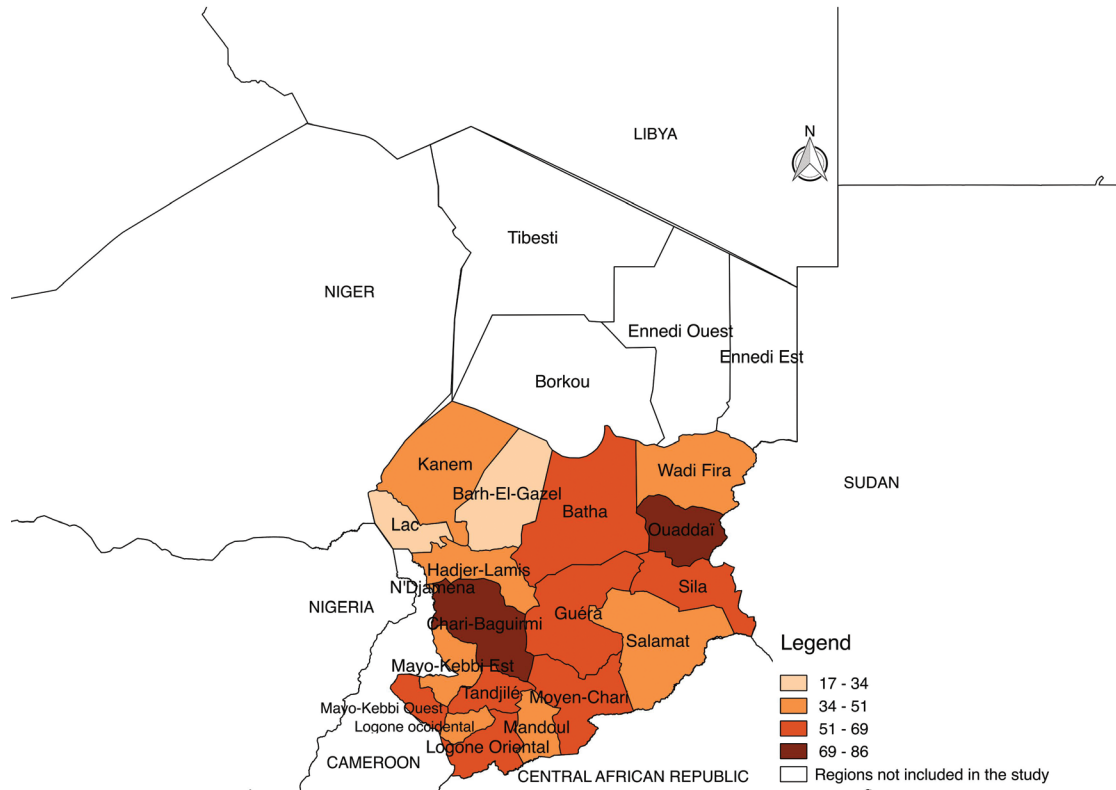 N
LIBYA
Tibesti
NIGER
Ennedi Ouest
Ennedi Est
Borkou
Kanem
Wadi Fira
SUDAN
Barh-El-Gazel
Batha
Lac
Ouaddaï
Hadjer-Lamis
N'Djamena
Sila
NIGERIA
Guéra
Chari-Baguirmi
Salamat
Mayo-Kebbi Est
Tandjilé
Moyen-Chari
Mayo-Kebbi Ouest
Logone occidental
Mandoul
Logone Oriental
CAMEROON
CENTRAL AFRICAN REPUBLIC
Legend
17 - 34
34 - 51
51 - 69
69 - 86
Regions not included in the study